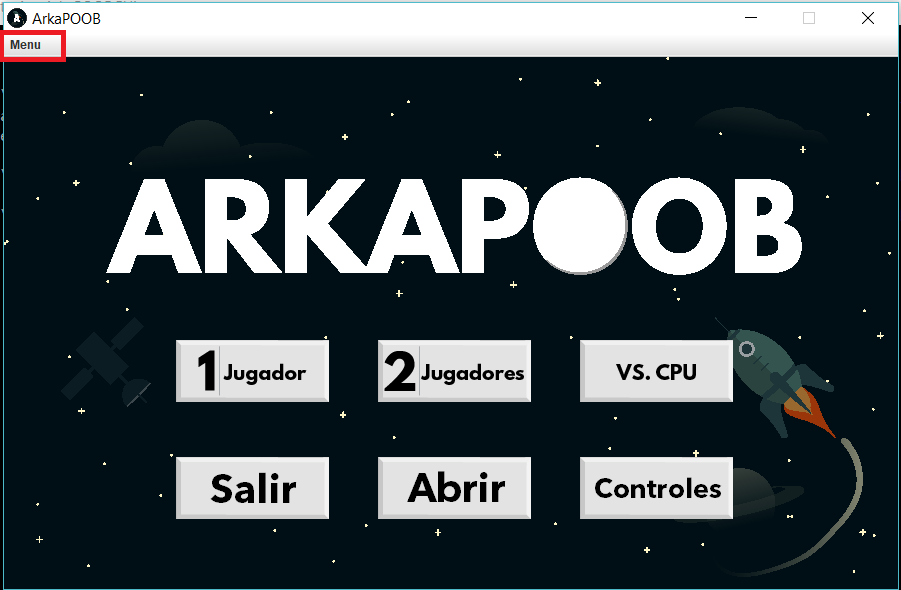 ArkaPOOB
Menu
ARKAPOOB
1 Jugador
2 Jugadores
VS. CPU
Salir
Abrir
Controles